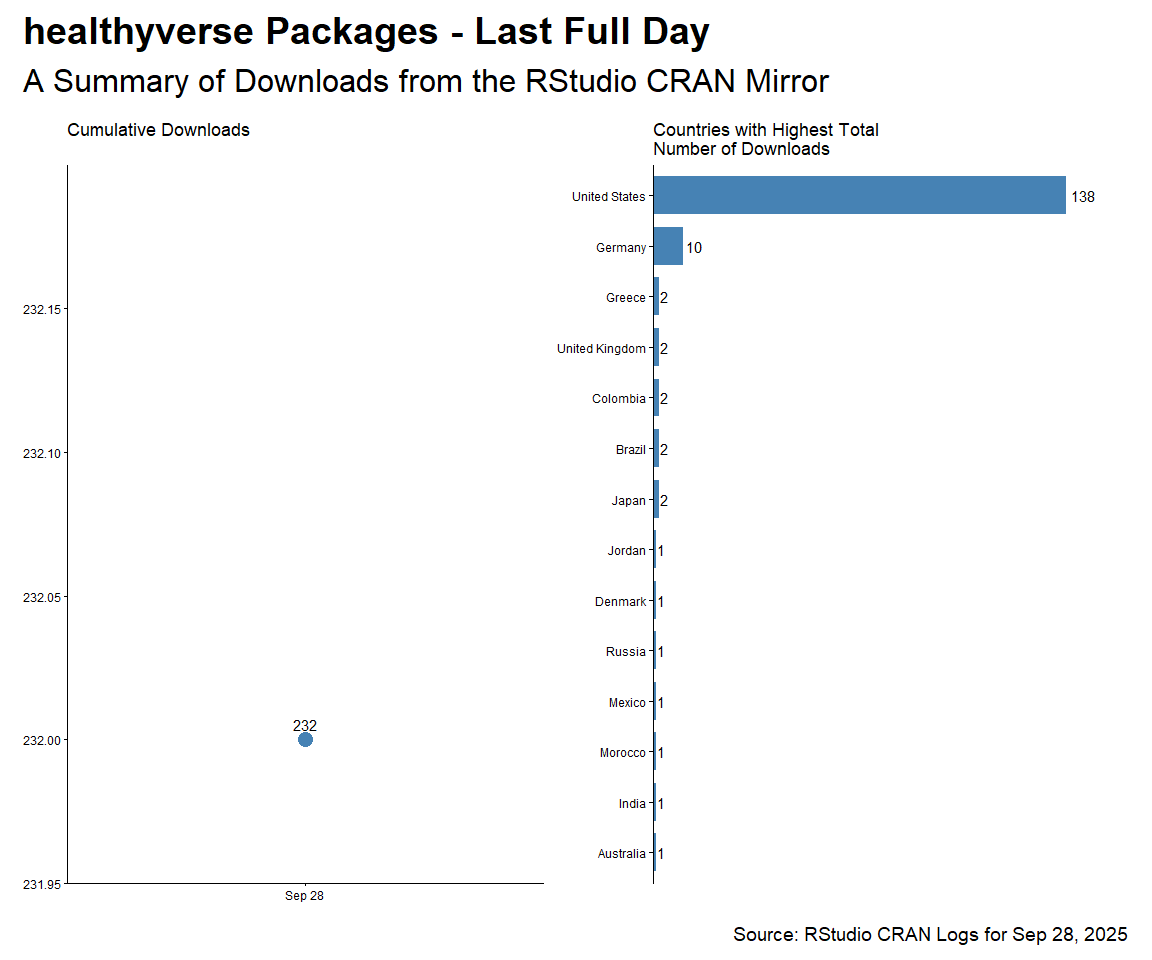 healthyverse Packages - Last Full Day
A Summary of Downloads from the RStudio CRAN Mirror
Cumulative Downloads
232.15
232.10
232.05
232.00
231.95
232
Sep 28
Countries with Highest Total
Number of Downloads
United States 138
Germany 10
Greece 2
United Kingdom 2
Colombia 2
Brazil 2
Japan 2
Jordan 1
Denmark 1
Russia 1
Mexico 1
Morocco 1
India 1
Australia 1
Source: RStudio CRAN Logs for Sep 28, 2025